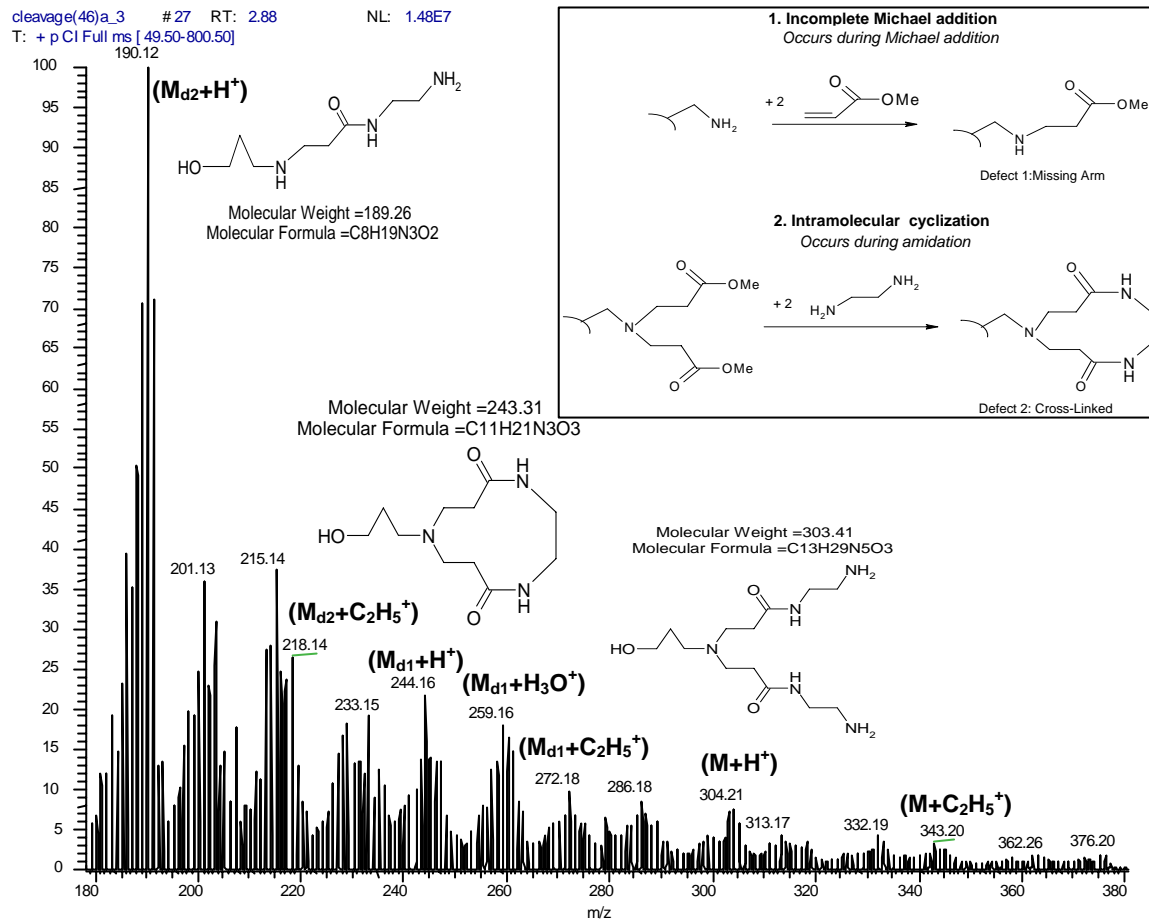 cleavage(46)a_3 #27 RT: 2.88 NL: 1.48E7
T: + p CI Full ms [ 49.50-800.50]
190.12
(Md2+H+)
O
NH2
N
H
HO
N
H
Molecular Weight =189.26
Molecular Formula =C8H19N3O2
1. Incomplete Michael addition
Occurs during Michael addition
NH2
+ 2
O
OMe
N
H
O
OMe
Defect 1:Missing Arm
2. Intramolecular cyclization
Occurs during amidation
N
O
OMe
O
OMe
+ 2
H2N
NH2
N
O
H
N
N
H
O
Defect 2: Cross-Linked
Molecular Weight =243.31
Molecular Formula =C11H21N3O3
O
H
N
HO
N
N
H
O
Molecular Weight =303.41
Molecular Formula =C13H29N5O3
NH2
O
N
H
HO
N
H
N
O
NH2
201.13
215.14
(Md2+C2H5+)
218.14
233.15
(Md1+H+)
244.16
(Md1+H3O+)
259.16
(Md1+C2H5+)
272.18
286.18
(M+H+)
304.21
313.17
332.19
(M+C2H5+)
343.20
362.26
376.20
100
95
90
85
80
75
70
65
60
55
50
45
40
35
30
25
20
15
10
5
0
180 200 220 240 260 280 300 320 340 360 380
m/z